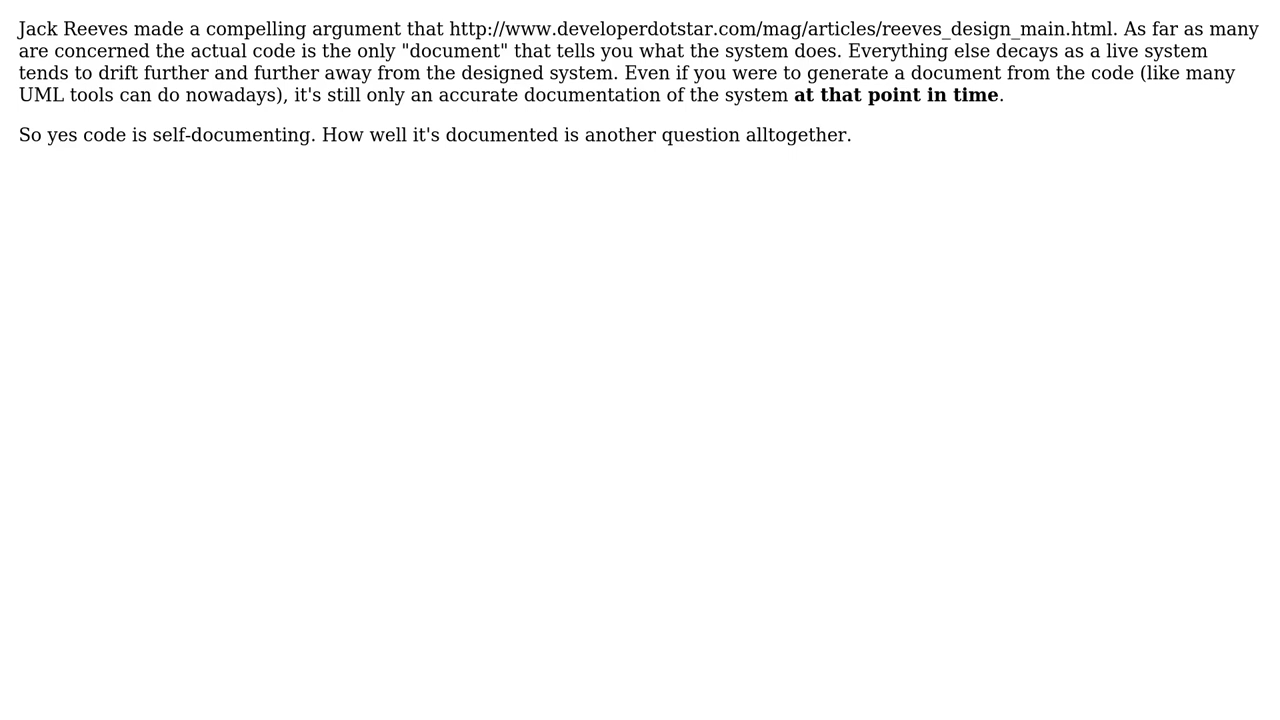 Jack Reeves made a compelling argument that http://www.developerdotstar.com/mag/articles/reeves_design_main.html. As far as many
are concerned the actual code is the only "document" that tells you what the system does. Everything else decays as a live system
tends to drift further and further away from the designed system. Even if you were to generate a document from the code (like many
UML tools can do nowadays), it's still only an accurate documentation of the system at that point in time.
So yes code is self-documenting. How well it's documented is another question alltogether.